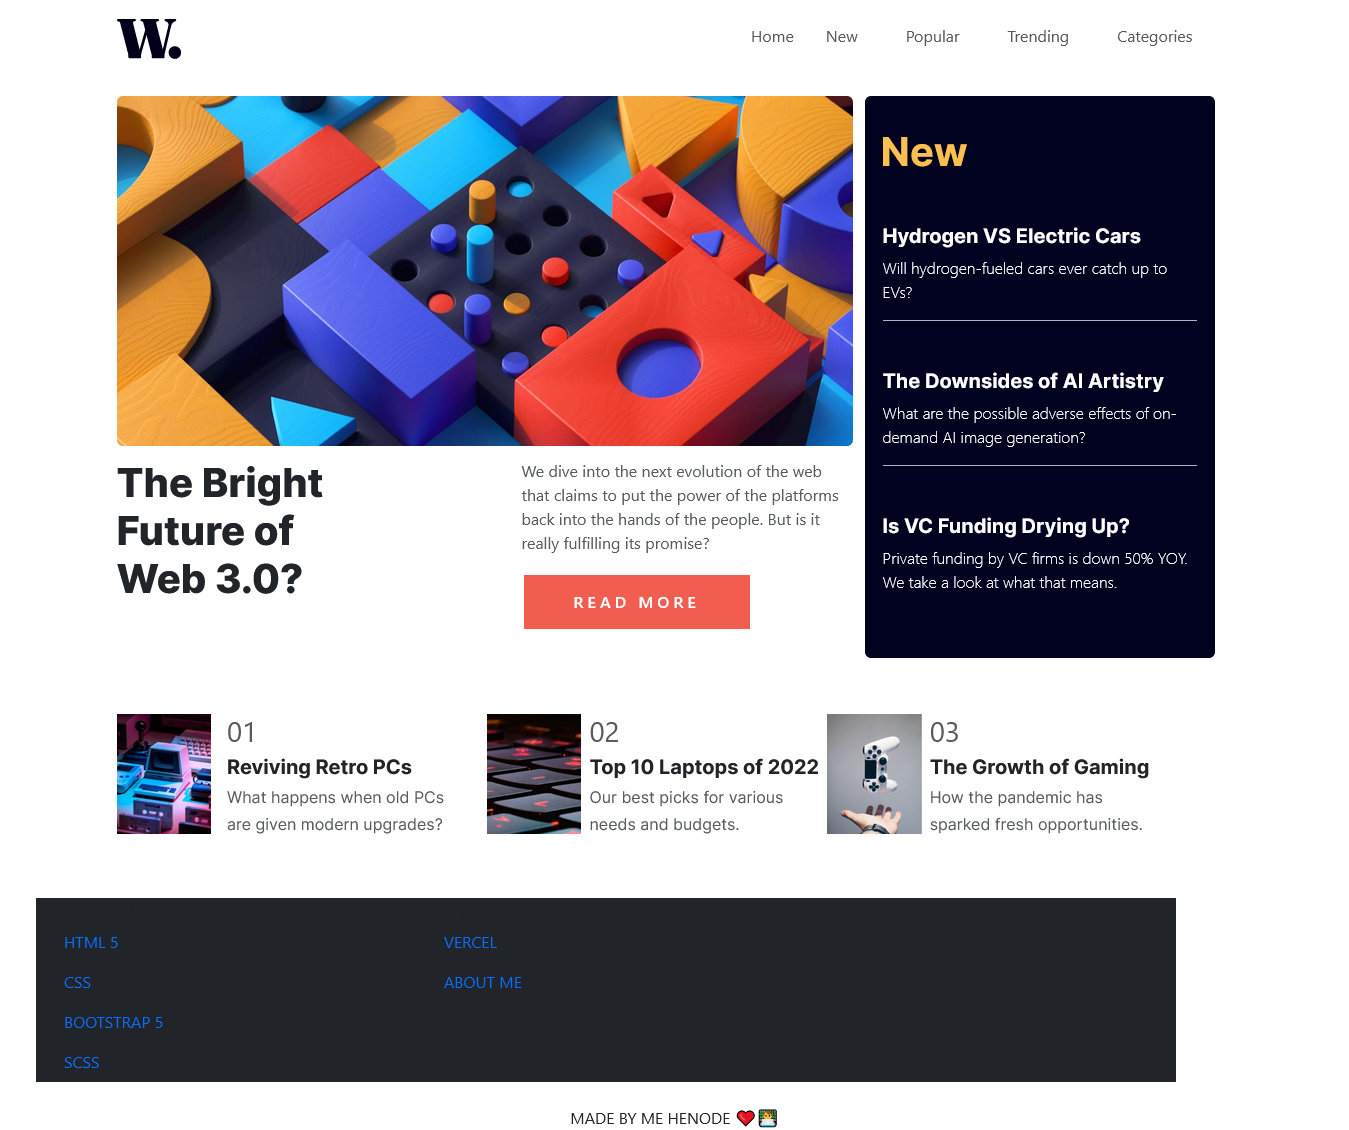 W.
Home New Popular Trending Categories
New
Hydrogen VS Electric Cars
Will hydrogen-fueled cars ever catch up to
EVs?
The Downsides of AI Artistry
What are the possible adverse effects of on-
demand AI image generation?
Is VC Funding Drying Up?
Private funding by VC firms is down 50% YOY.
We take a look at what that means.
The Bright
Future of
Web 3.0?
We dive into the next evolution of the web
that claims to put the power of the platforms
back into the hands of the people. But is it
really fulfilling its promise?
READ MORE
01
Reviving Retro PCs
What happens when old PCs
are given modern upgrades?
02
Top 10 Laptops of 2022
Our best picks for various
needs and budgets.
03
The Growth of Gaming
How the pandemic has
sparked fresh opportunities.
HTML 5
CSS
BOOTSTRAP 5
SCSS
VERCEL
ABOUT ME
MADE BY ME HENODE ❤️👨‍💻